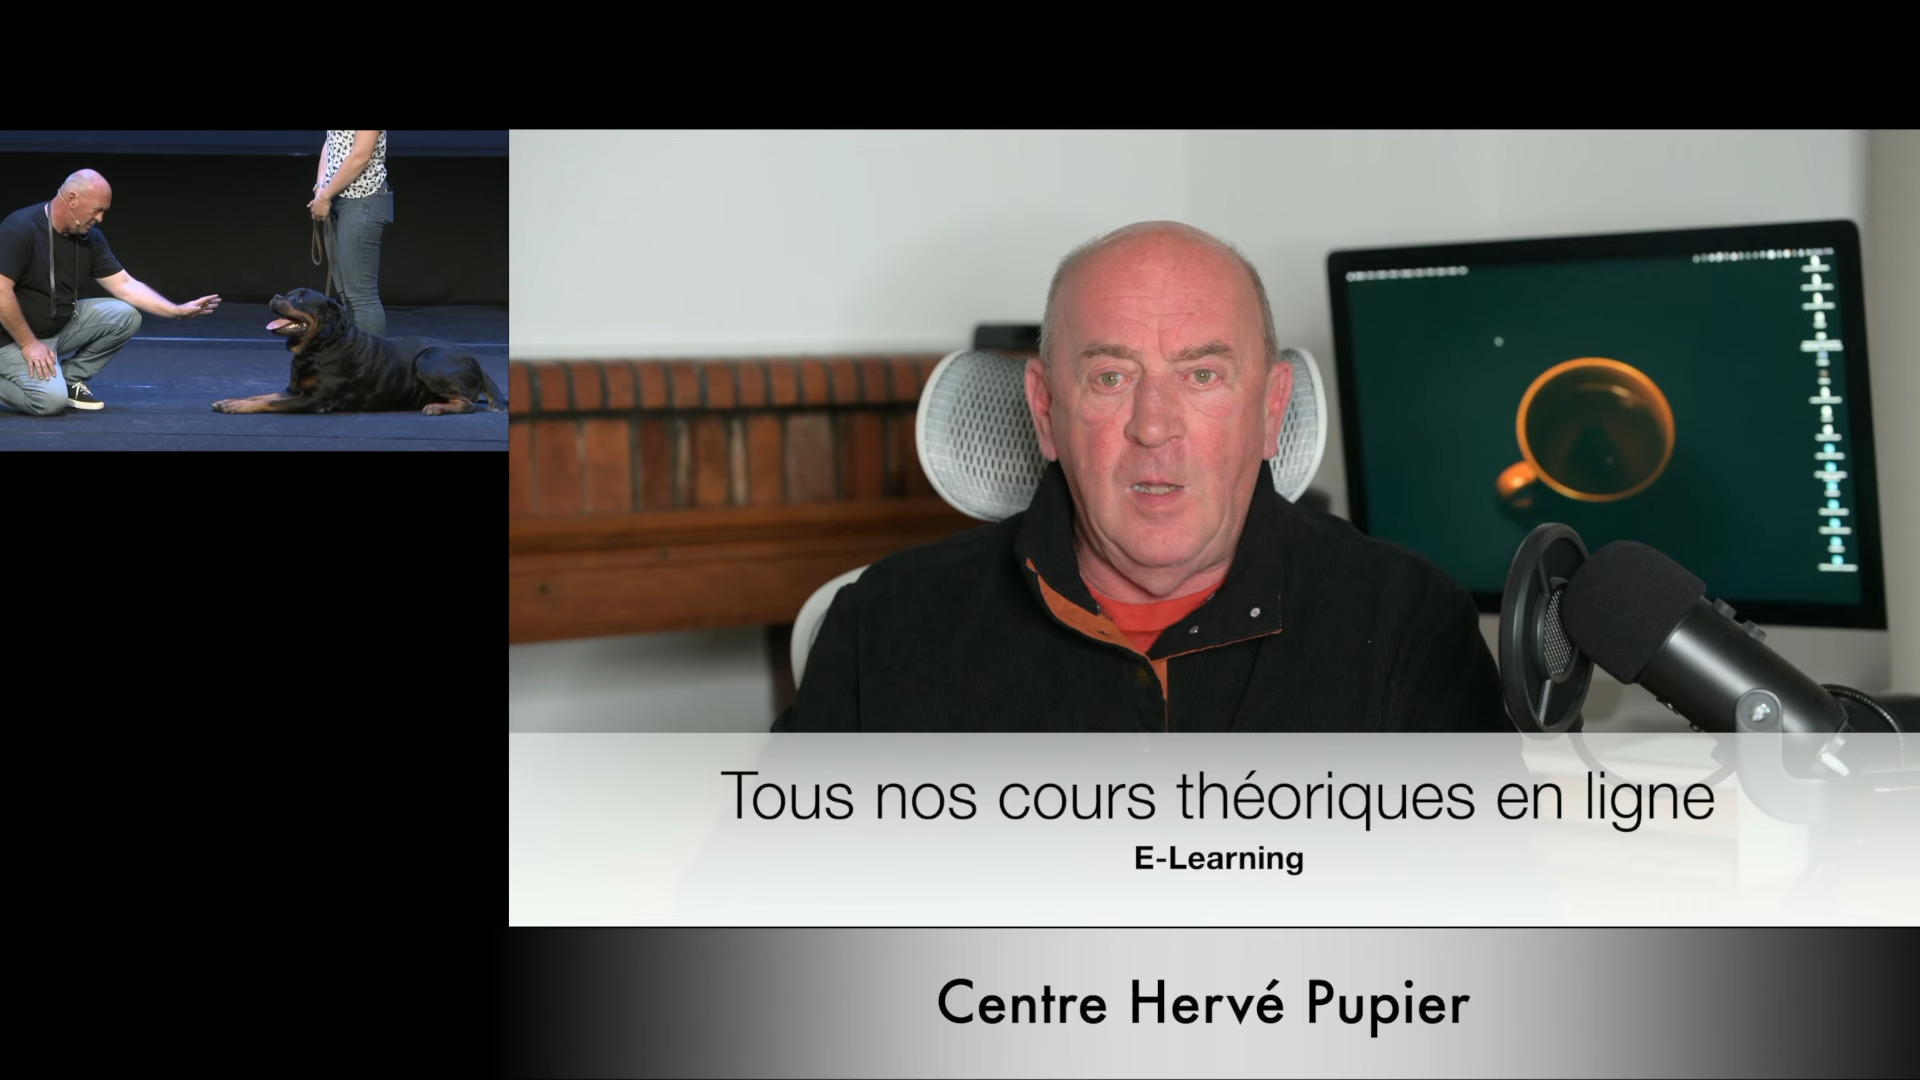 Tous nos cours théoriques en ligne
E-Learning
Centre Hervé Pupier